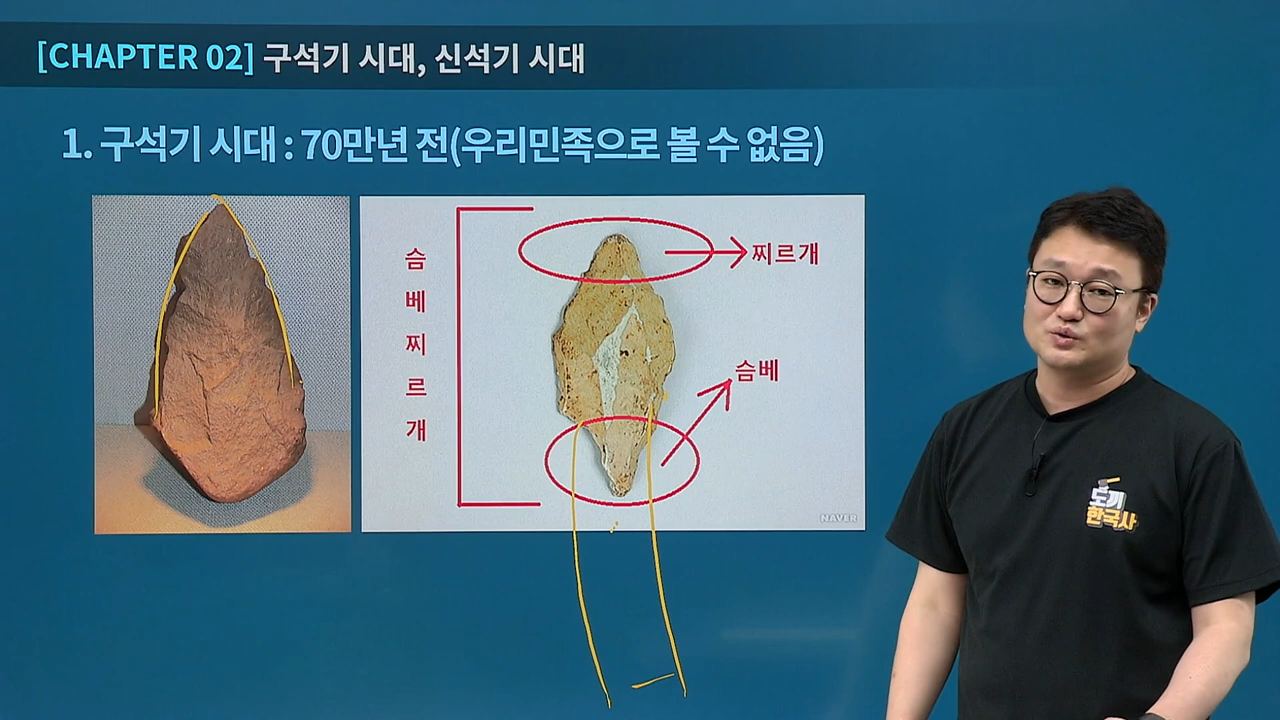 [CHAPTER 02] 구석기 시대, 신석기 시대
1. 구석기 시대 : 70만년 전(우리민족으로 볼 수 없음)
슴베찌르개
찌르개
슴베
NAVER
도끼
한국사